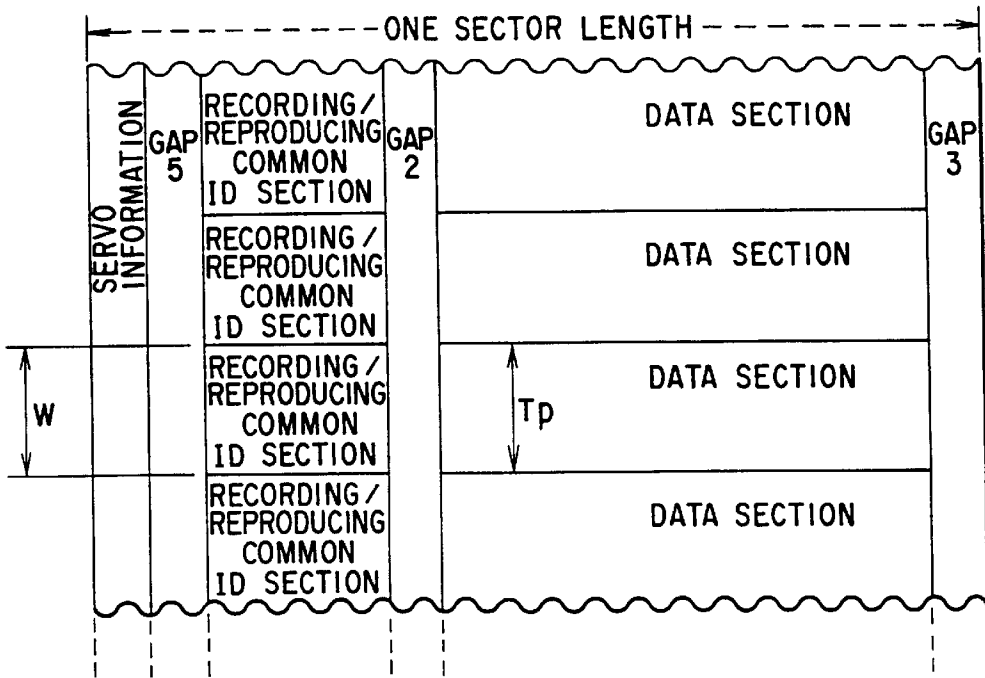 ONE SECTOR LENGTH
SERVO
INFORMATION
GAP
5
RECORDING/
REPRODUCING
COMMON
ID SECTION
GAP
2
DATA SECTION
GAP
3
RECORDING/
REPRODUCING
COMMON
ID SECTION
DATA SECTION
W
RECORDING/
REPRODUCING
COMMON
ID SECTION
Tp
DATA SECTION
RECORDING/
REPRODUCING
COMMON
ID SECTION
DATA SECTION